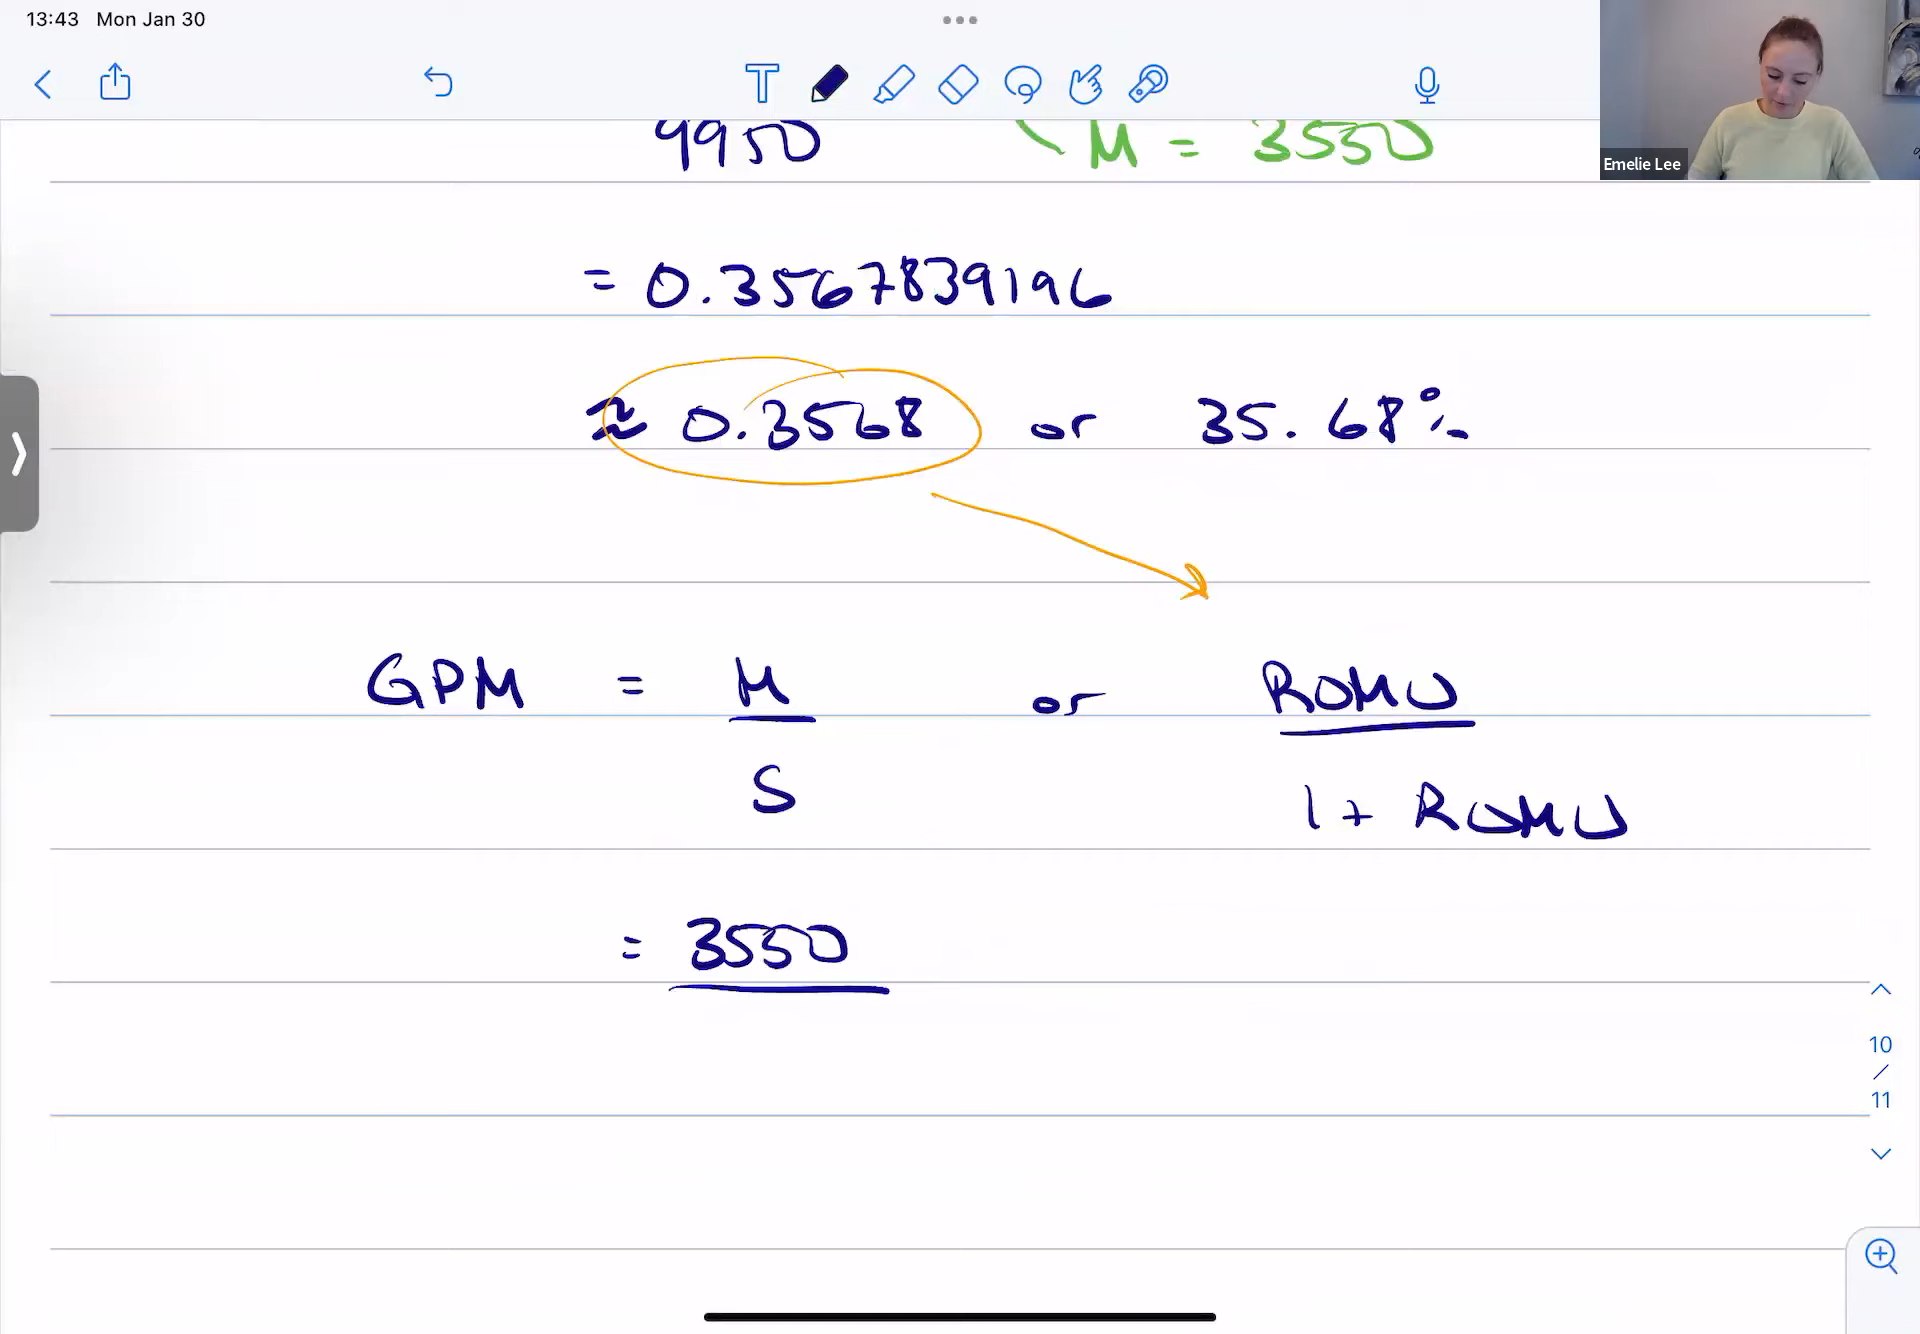 13:43 Mon Jan 30
T
Emelie Lee
9950 M = 3550
= 0.3567839196
≈ 0.3568 or 35.68%
GPM = M or ROMU
S 1 + ROMU
= 3550
10
/
11